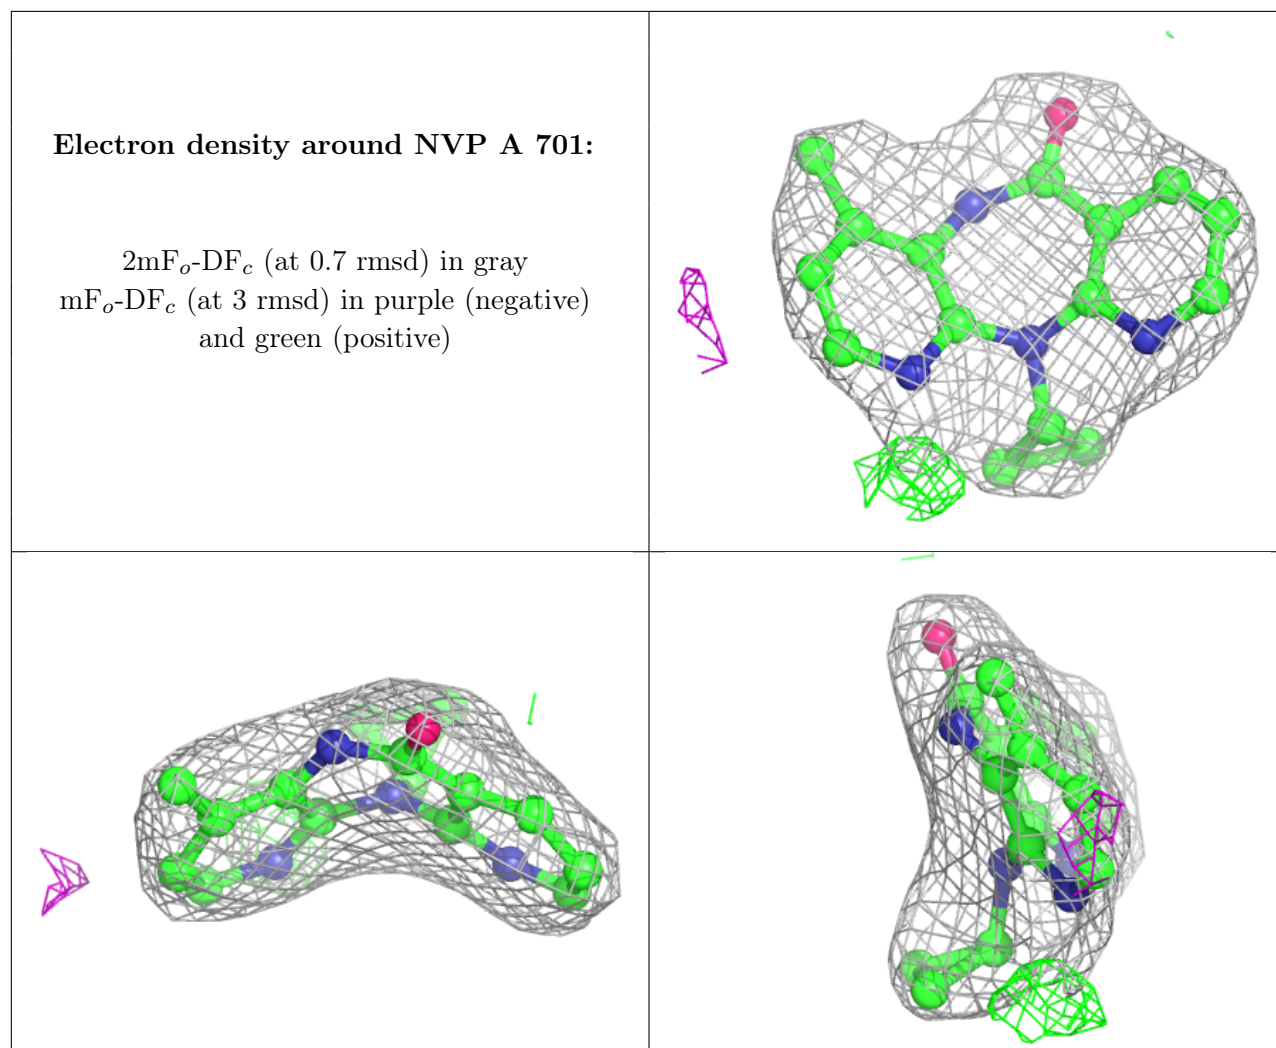 Electron density around NVP A 701:
2mFo-DFc (at 0.7 rmsd) in gray
mFo-DFc (at 3 rmsd) in purple (negative)
and green (positive)